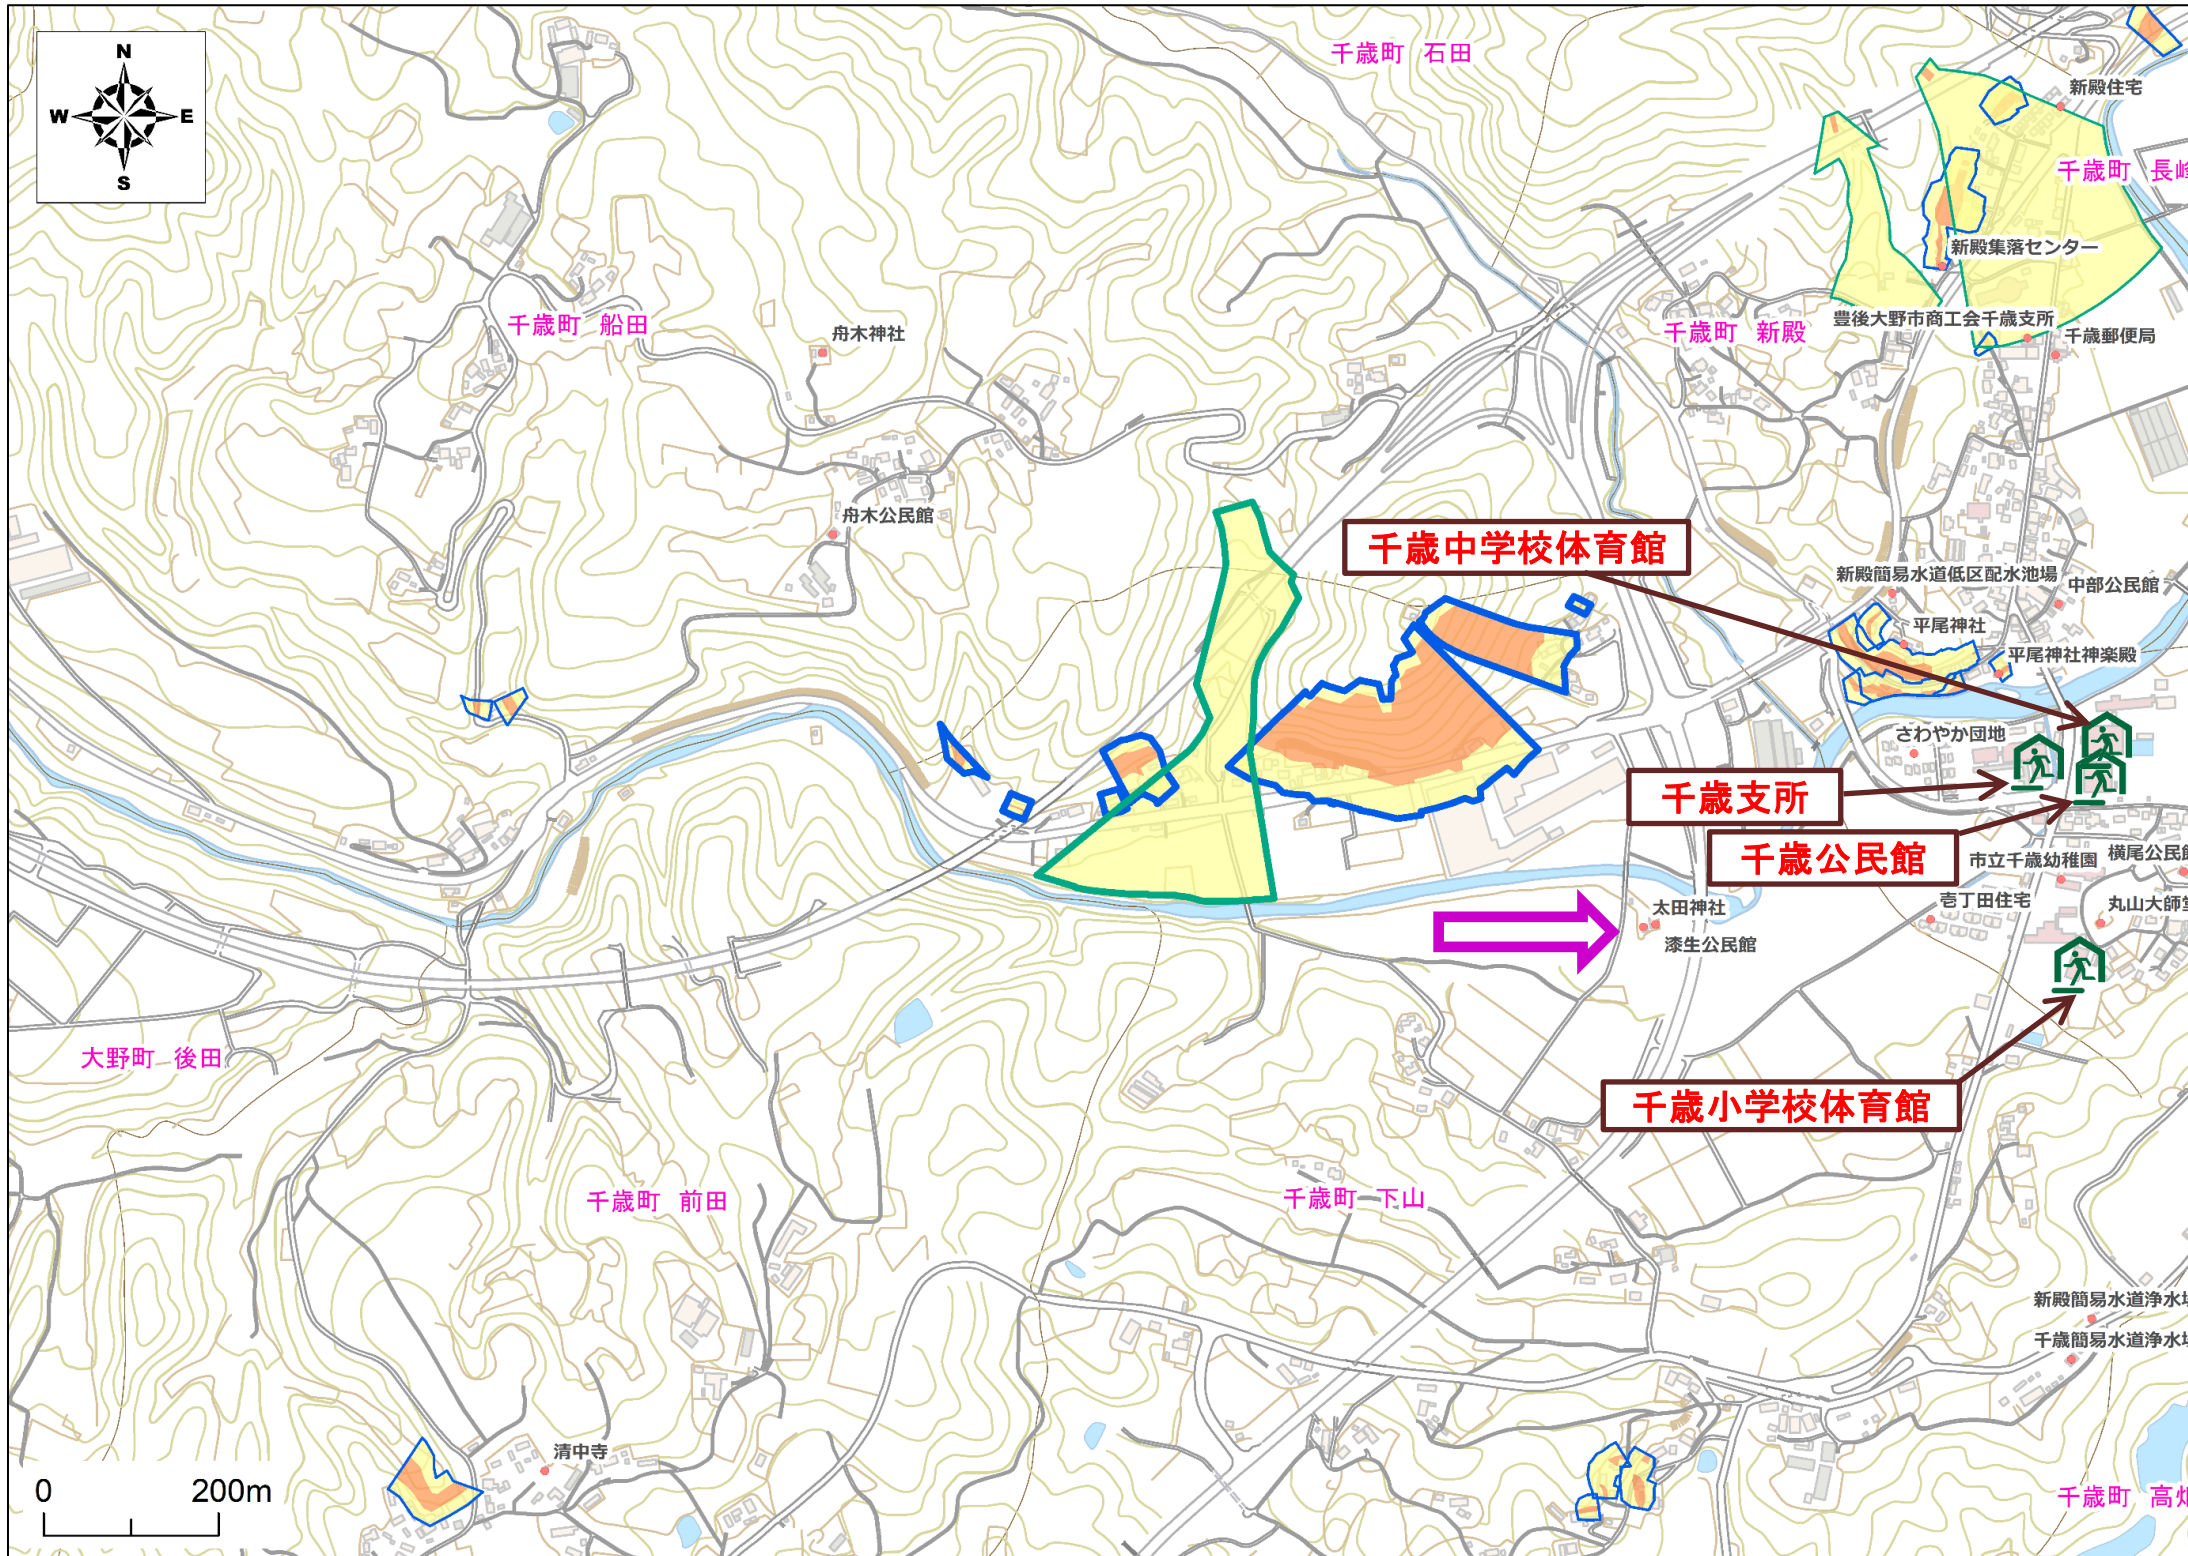 N
W
E
S
千歳町 石田
新殿住宅
千歳町 長峰
新殿集落センター
千歳町 船田
舟木神社
千歳町 新殿
豊後大野市商工会千歳支所
千歳郵便局
舟木公民館
千歳中学校体育館
新殿簡易水道低区配水池場
中部公民館
平尾神社
平尾神社神楽殿
さわやか団地
千歳支所
千歳公民館
市立千歳幼稚園
横尾公民館
太田神社
壱丁田住宅
丸山大師堂
漆生公民館
大野町 後田
千歳小学校体育館
千歳町 前田
千歳町 下山
新殿簡易水道浄水場
千歳簡易水道浄水場
清中寺
千歳町 高畑
0
200m